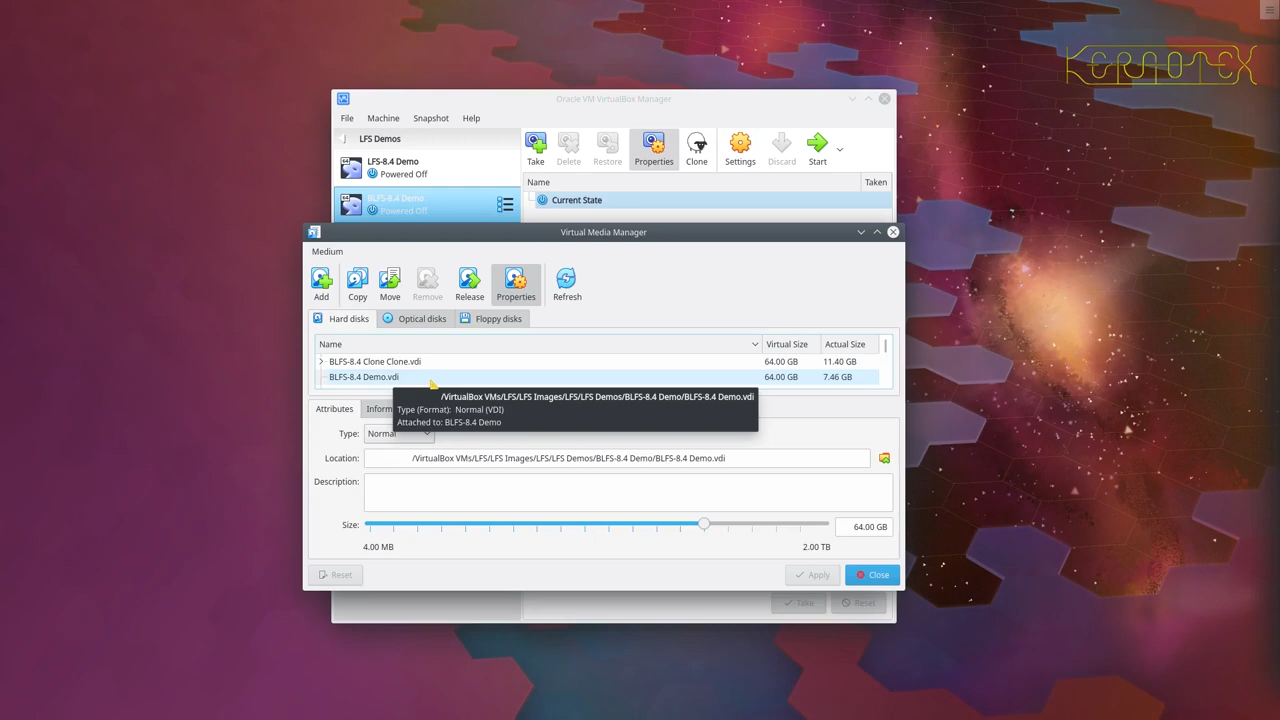 KERNOTEX
Oracle VM VirtualBox Manager
File Machine Snapshot Help
LFS Demos
Take Delete Restore Properties Clone Settings Discard Start
64 LFS-8.4 Demo
Powered Off
Name Taken
64 BLFS-8.4 Demo
Powered Off
Current State
Virtual Media Manager
Medium
Add Copy Move Remove Release Properties Refresh
Hard disks Optical disks Floppy disks
Name Virtual Size Actual Size
BLFS-8.4 Clone Clone.vdi 64.00 GB 11.40 GB
BLFS-8.4 Demo.vdi 64.00 GB 7.46 GB
/VirtualBox VMs/LFS/LFS Images/LFS/LFS Demos/BLFS-8.4 Demo/BLFS-8.4 Demo.vdi
Type (Format): Normal (VDI)
Attached to: BLFS-8.4 Demo
Attributes Inform
Type: Normal
Location: /VirtualBox VMs/LFS/LFS Images/LFS/LFS Demos/BLFS-8.4 Demo/BLFS-8.4 Demo.vdi
Description:
Size: 64.00 GB
4.00 MB 2.00 TB
Reset Apply Close
Take Reset